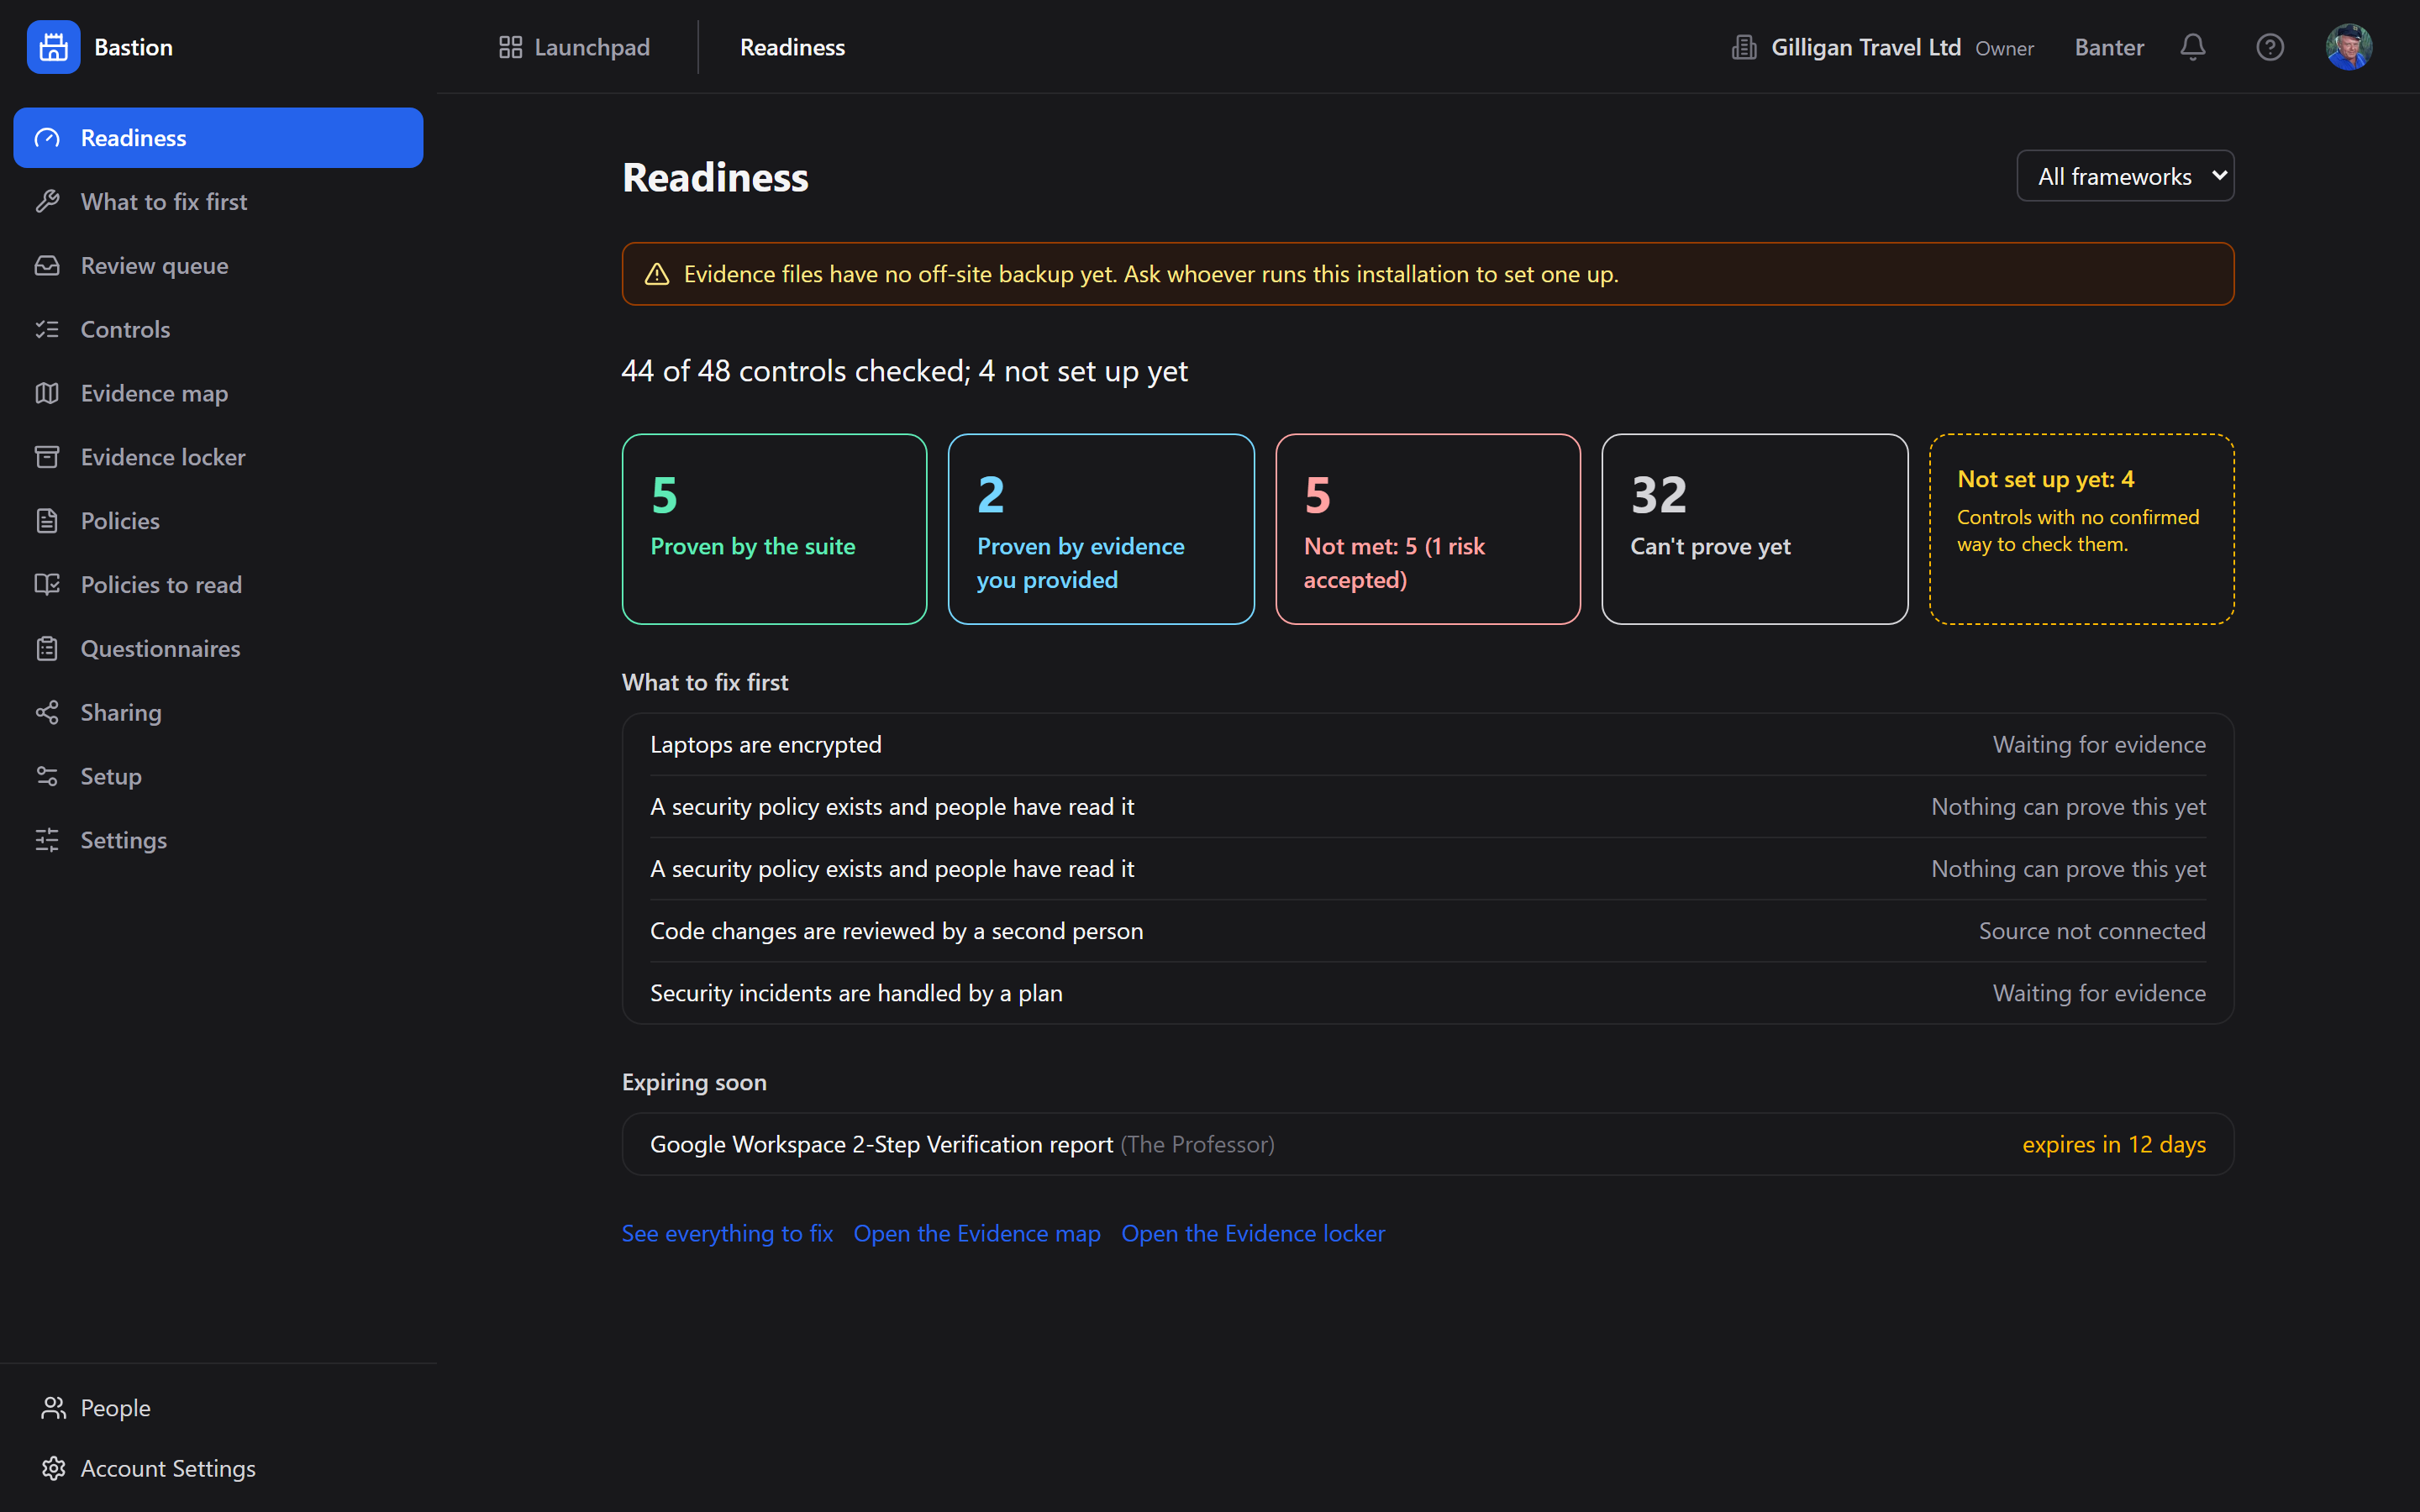 Bastion
Launchpad
Readiness
Gilligan Travel Ltd Owner
Banter
Readiness
What to fix first
Review queue
Controls
Evidence map
Evidence locker
Policies
Policies to read
Questionnaires
Sharing
Setup
Settings
People
Account Settings
Readiness
All frameworks
Evidence files have no off-site backup yet. Ask whoever runs this installation to set one up.
44 of 48 controls checked; 4 not set up yet
5
Proven by the suite
2
Proven by evidence
you provided
5
Not met: 5 (1 risk
accepted)
32
Can't prove yet
Not set up yet: 4
Controls with no confirmed
way to check them.
What to fix first
Laptops are encrypted Waiting for evidence
A security policy exists and people have read it Nothing can prove this yet
A security policy exists and people have read it Nothing can prove this yet
Code changes are reviewed by a second person Source not connected
Security incidents are handled by a plan Waiting for evidence
Expiring soon
Google Workspace 2-Step Verification report (The Professor) expires in 12 days
See everything to fix Open the Evidence map Open the Evidence locker